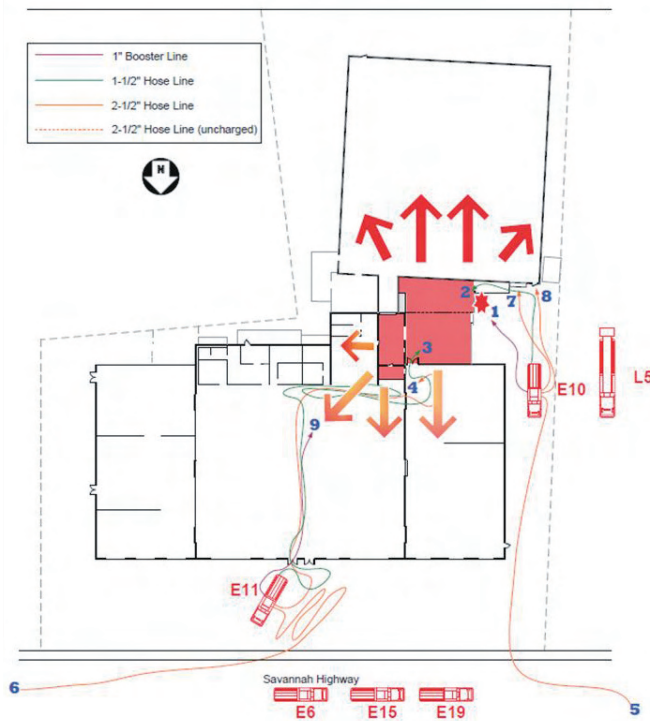 1" Booster Line
1-1/2" Hose Line
2-1/2" Hose Line
2-1/2" Hose Line (uncharged)
N
2
1
7
8
3
4
E10
L5
9
E11
6
Savannah Highway
5
E6
E15
E19